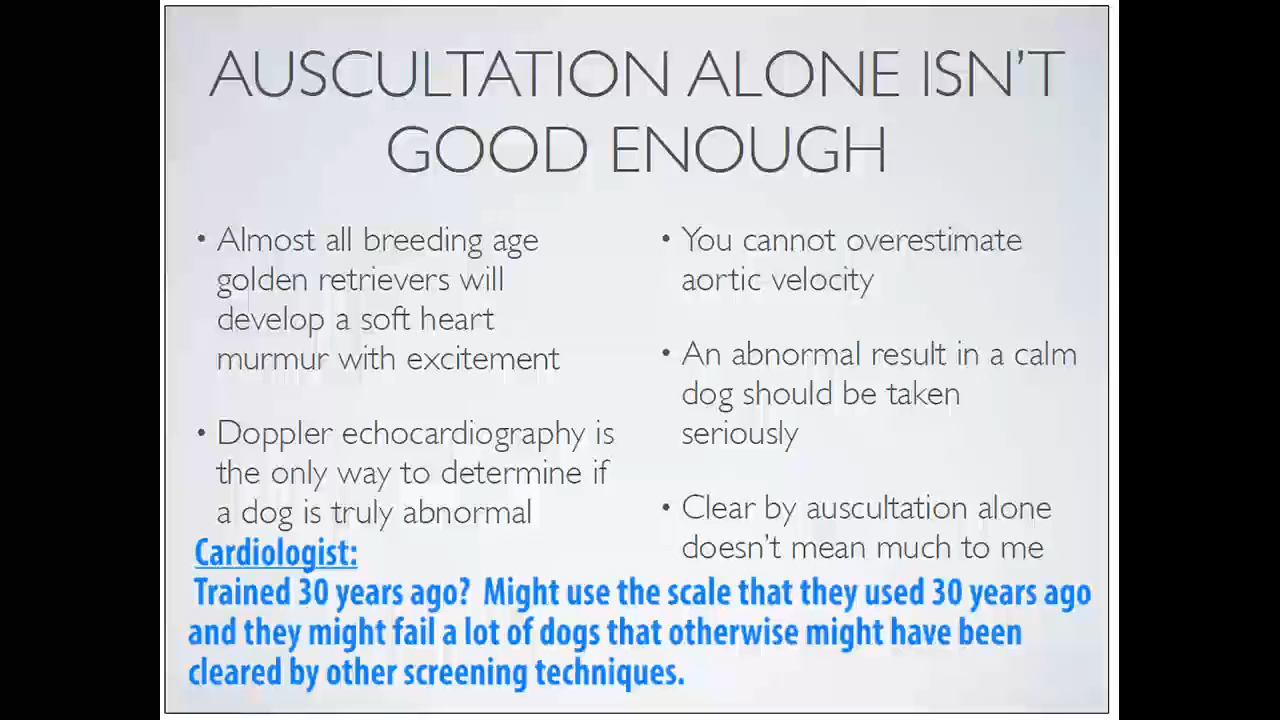 AUSCULTATION ALONE ISN'T
GOOD ENOUGH
• Almost all breeding age
golden retrievers will
develop a soft heart
murmur with excitement
• Doppler echocardiography is
the only way to determine if
a dog is truly abnormal
• You cannot overestimate
aortic velocity
• An abnormal result in a calm
dog should be taken
seriously
• Clear by auscultation alone
doesn't mean much to me
Cardiologist:
Trained 30 years ago? Might use the scale that they used 30 years ago
and they might fail a lot of dogs that otherwise might have been
cleared by other screening techniques.